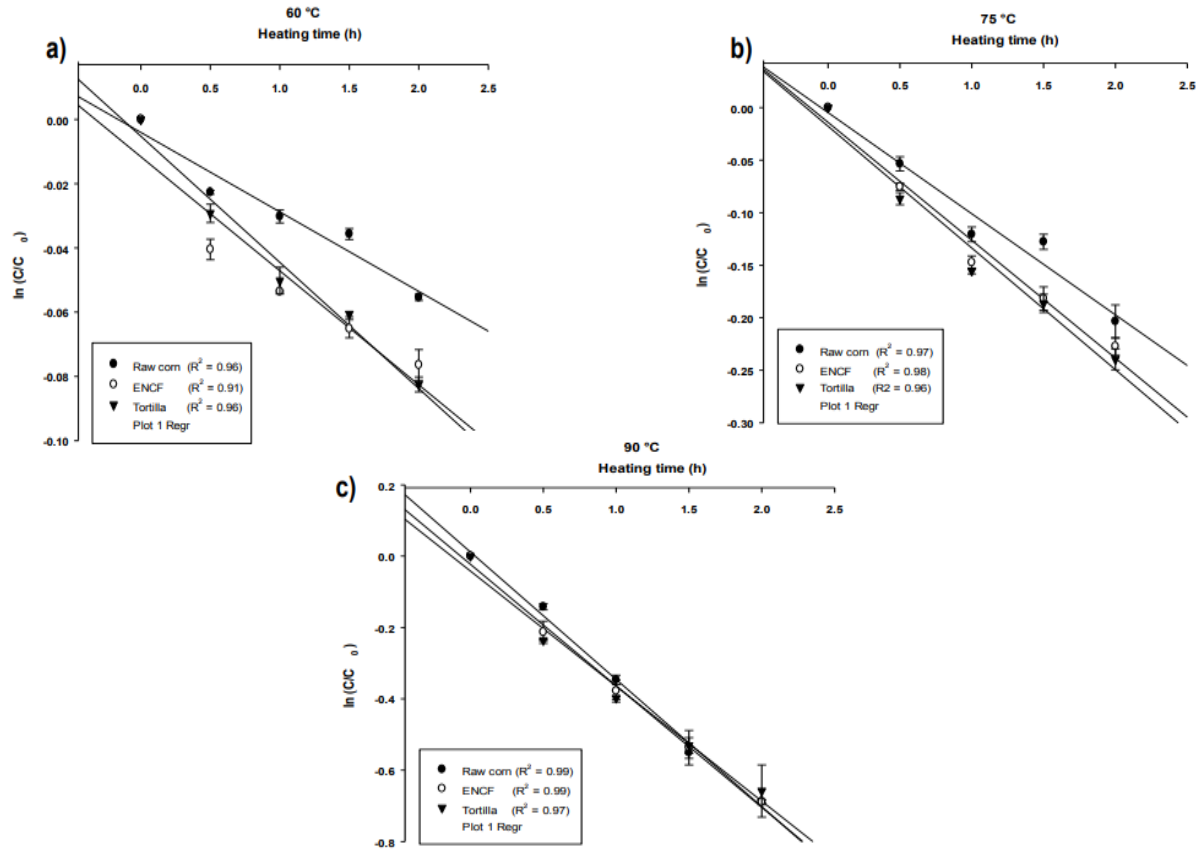 60 °C
Heating time (h)
a)
0.0 0.5 1.0 1.5 2.0 2.5
0.00
-0.02
-0.04
-0.06
-0.08
-0.10
ln (C/C 0)
Raw corn (R2 = 0.96)
ENCF (R2 = 0.91)
Tortilla (R2 = 0.96)
Plot 1 Regr
75 °C
Heating time (h)
b)
0.0 0.5 1.0 1.5 2.0 2.5
0.00
-0.05
-0.10
-0.15
-0.20
-0.25
-0.30
ln (C/C 0)
Raw corn (R2 = 0.97)
ENCF (R2 = 0.98)
Tortilla (R2 = 0.96)
Plot 1 Regr
90 °C
Heating time (h)
c)
0.2
0.0 0.5 1.0 1.5 2.0 2.5
0.0
-0.2
-0.4
-0.6
-0.8
ln (C/C 0)
Raw corn (R2 = 0.99)
ENCF (R2 = 0.99)
Tortilla (R2 = 0.97)
Plot 1 Regr